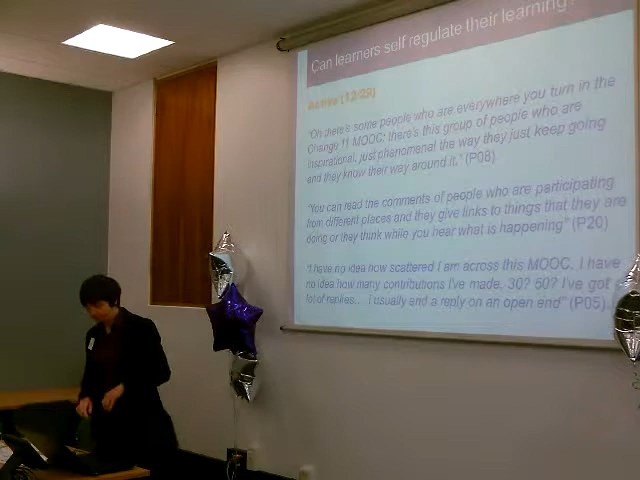 Can learners self regulate their learning?
Active (12/29)
"Oh there's some people who are everywhere you turn in the
Change 11 MOOC; there's this group of people who are
inspirational, just phenomenal the way they just keep going
and they know their way around it." (P08)
"You can read the comments of people who are participating
from different places and they give links to things that they are
doing or they think while you hear what is happening" (P20)
"I have no idea how scattered I am across this MOOC. I have
no idea how many contributions I've made, 30? 60? I've got a
lot of replies... I usually end a reply on an open end" (P05)